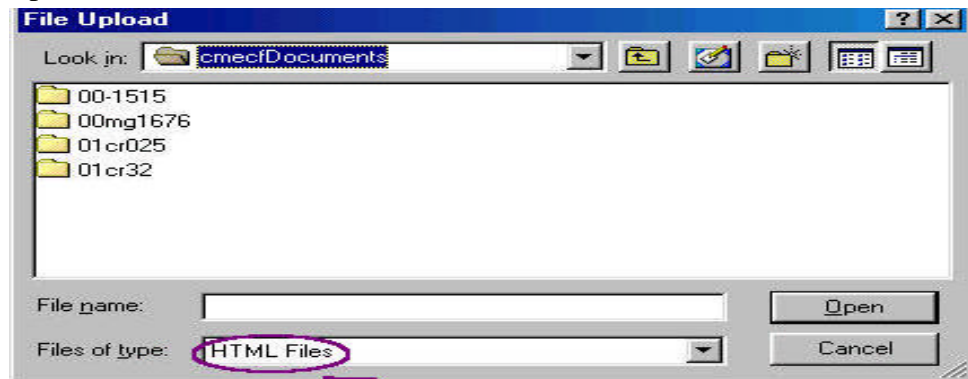 File Upload
Look in: cmecfDocuments
00-1515
00mg1676
01cr025
01cr32
File name: Open
Files of type: HTML Files Cancel